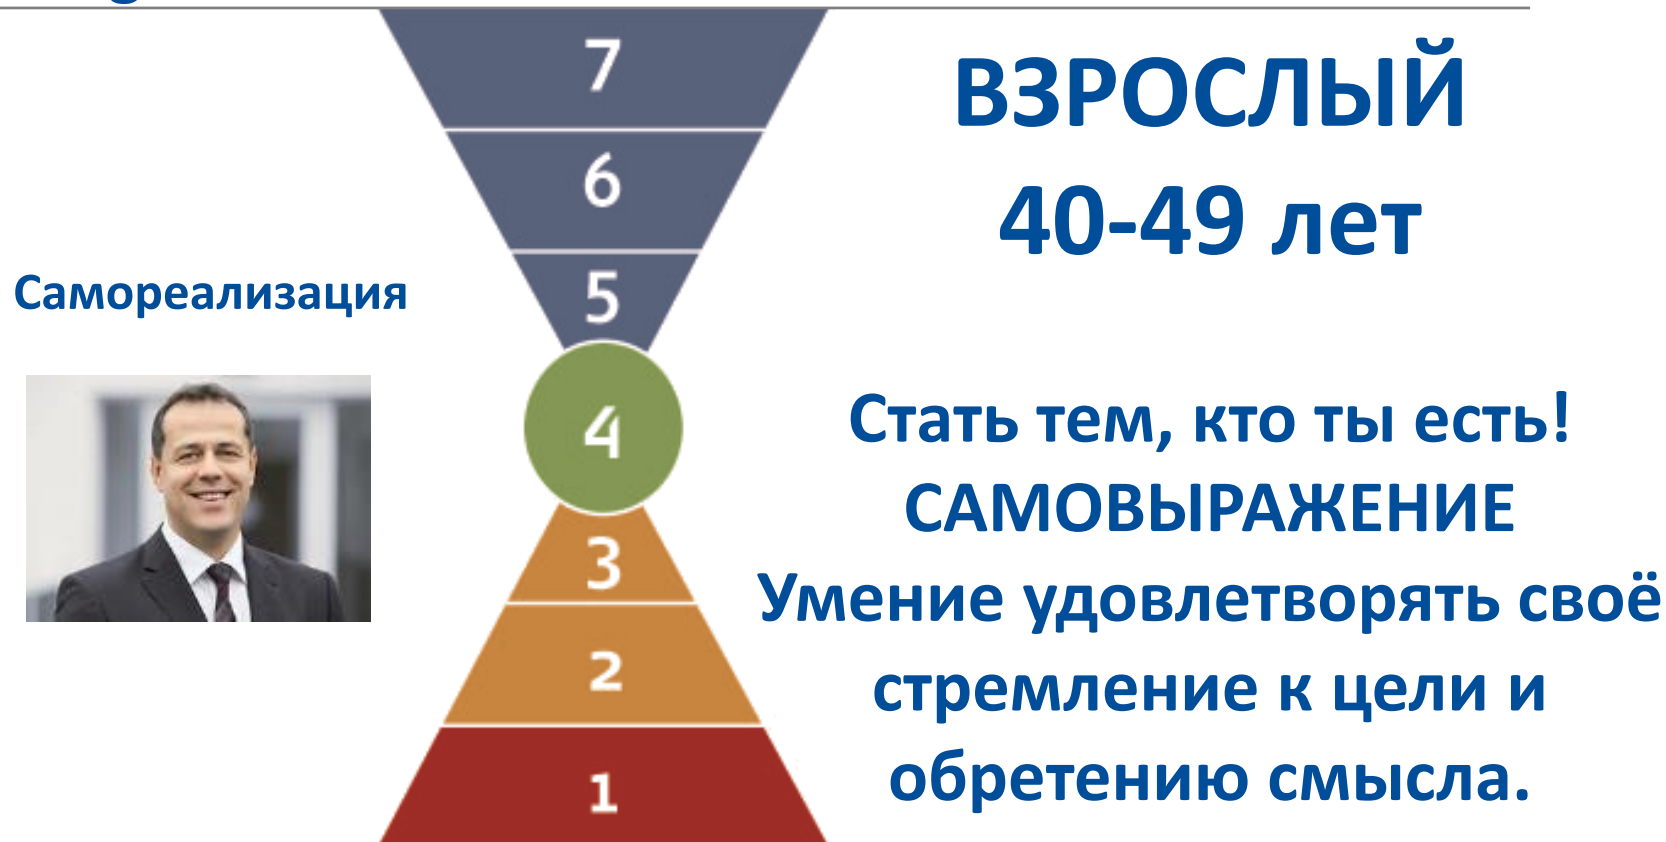 7
6
5
4
3
2
1
ВЗРОСЛЫЙ
40-49 лет
Самореализация
Стать тем, кто ты есть!
САМОВЫРАЖЕНИЕ
Умение удовлетворять своё
стремление к цели и
обретению смысла.